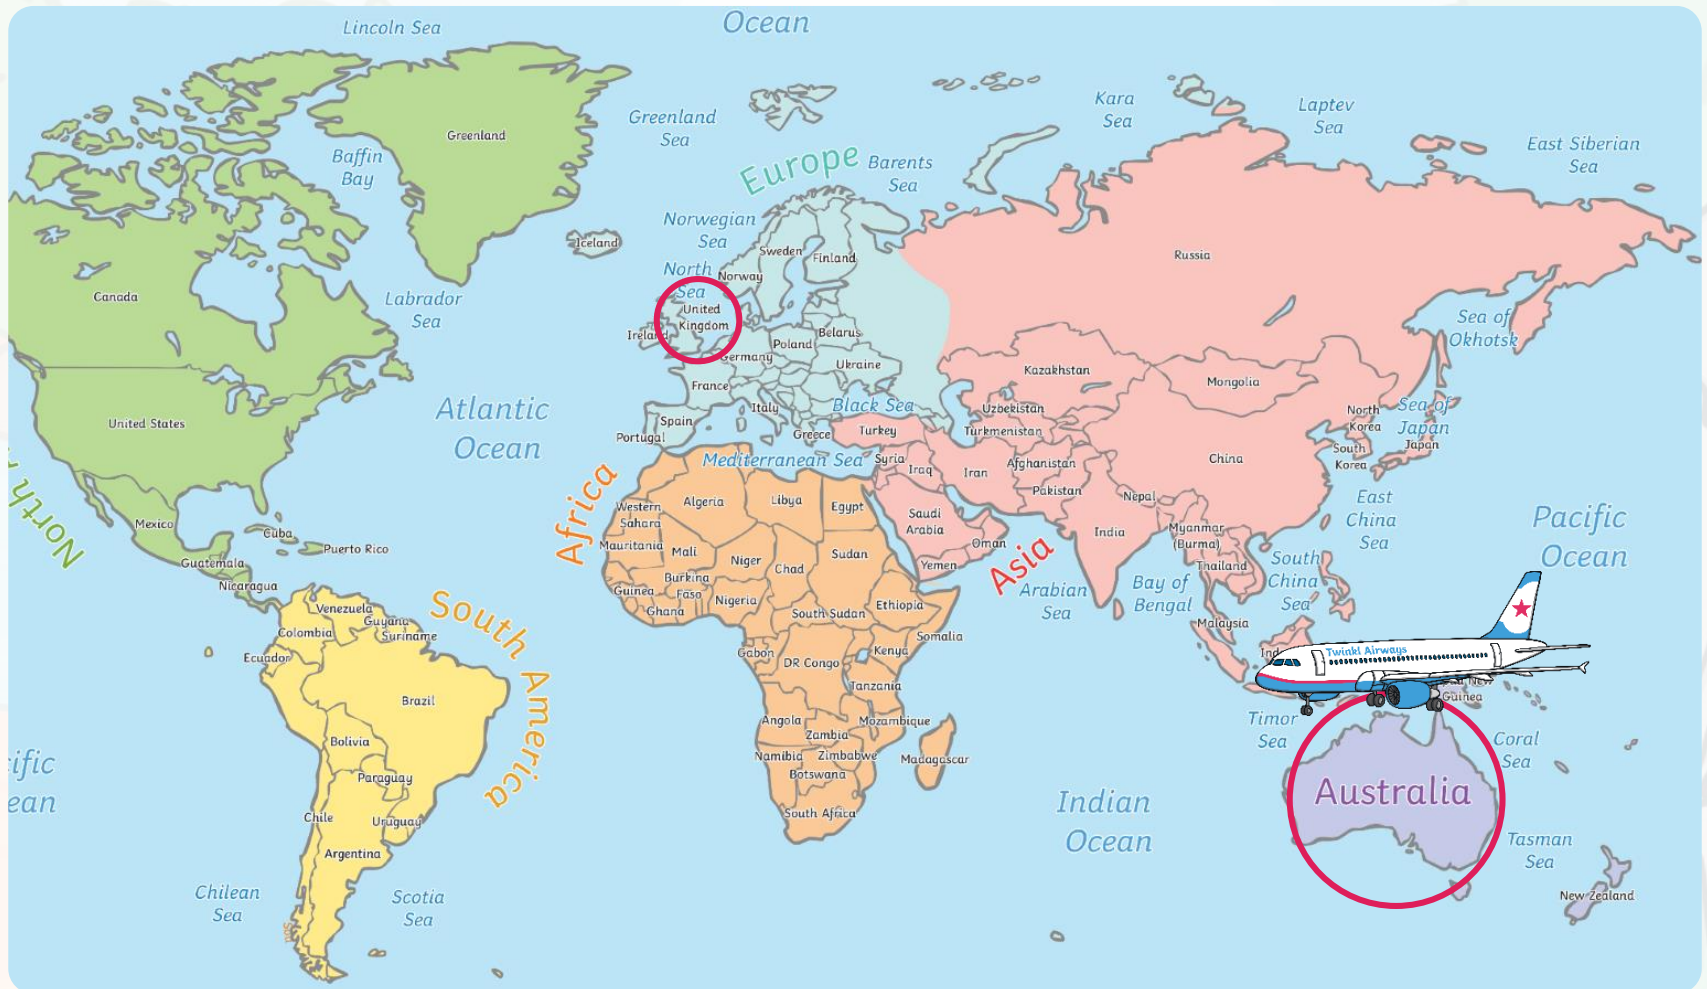 Lincoln Sea
Ocean
Greenland
Baffin
Bay
Greenland
Sea
Europe
Barents
Sea
Kara
Sea
Laptev
Sea
East Siberian
Sea
Iceland
Norwegian
Sea
Sweden
Finland
Norway
Russia
North
Sea
Canada
Labrador
Sea
United
Kingdom
Ireland
Belarus
Poland
Germany
Ukraine
France
Kazakhstan
Mongolia
Sea of
Okhotsk
United States
Atlantic
Ocean
Italy
Black Sea
Spain
Portugal
Greece
Turkey
Uzbekistan
Turkmenistan
North
Korea
South
Korea
Sea of
Japan
Japan
North
Africa
Mediterranean Sea
Syria
Iraq
Iran
Afghanistan
Pakistan
China
Nepal
Algeria
Libya
Egypt
Western
Sahara
Saudi
Arabia
Oman
Yemen
India
Myanmar
(Burma)
Thailand
East
China
Sea
Pacific
Ocean
Mexico
Cuba
Puerto Rico
Guatemala
Nicaragua
Mauritania
Mali
Niger
Chad
Sudan
Asia
Arabian
Sea
Bay of
Bengal
South
China
Sea
Guinea
Burkina
Faso
Ghana
Nigeria
South Sudan
Ethiopia
Somalia
Malaysia
South America
Venezuela
Guyana
Suriname
Colombia
Ecuador
Brazil
Gabon
DR Congo
Kenya
Tanzania
Ind
Twinkl Airways
Guinea
Bolivia
Paraguay
Chile
Uruguay
Argentina
Angola
Zambia
Mozambique
Namibia
Zimbabwe
Botswana
Madagascar
South Africa
Timor
Sea
Coral
Sea
Australia
ific
ean
Indian
Ocean
Tasman
Sea
New Zealand
Chilean
Sea
Scotia
Sea